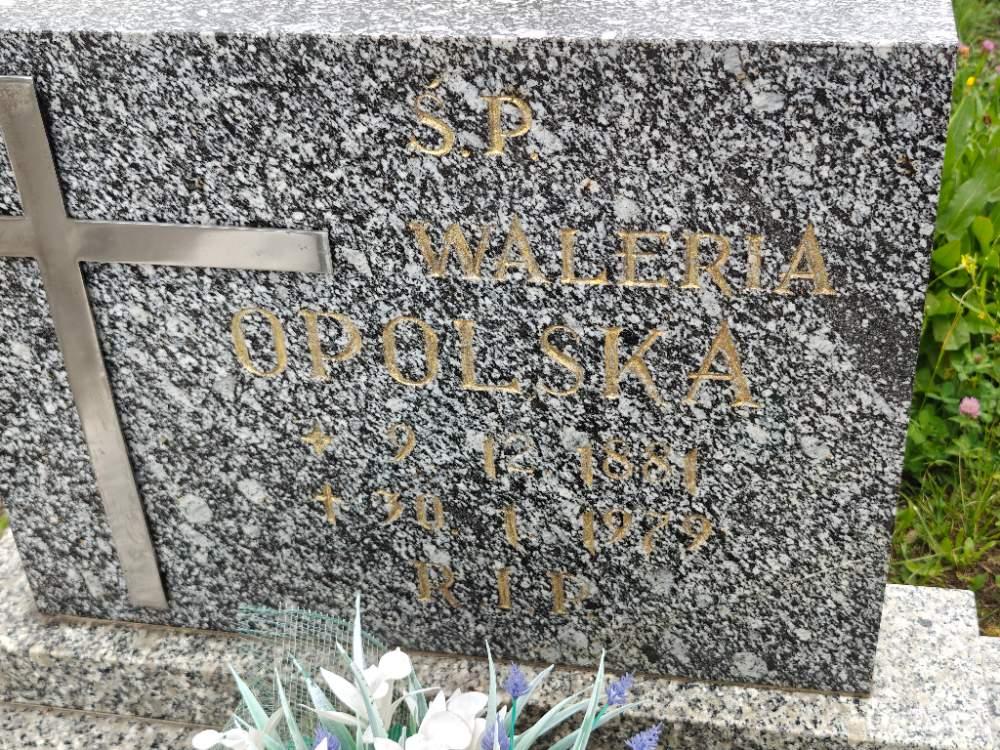 Ś.P.
WALERIA
OPOLSKA
9. 12. 1881
✝ 30. 1. 1979
R.I.P.